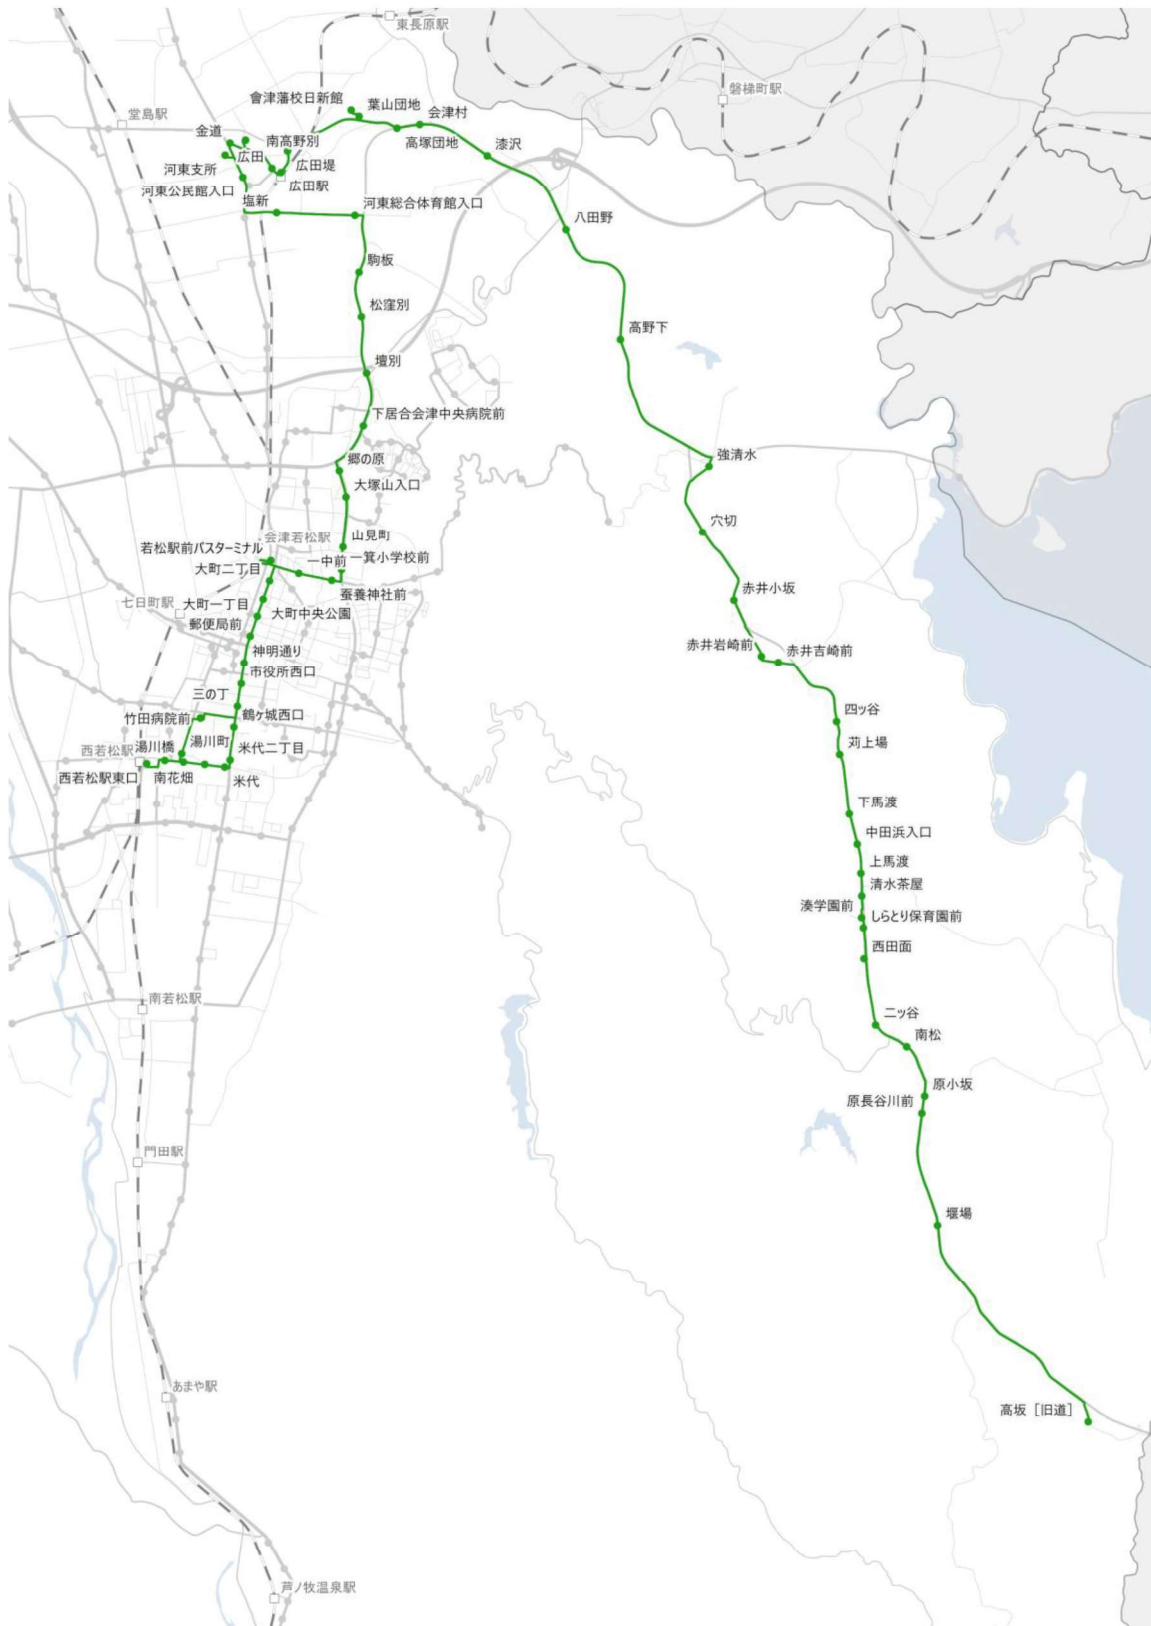 東長原駅
磐梯町駅
會津藩校日新館
葉山団地
会津村
堂島駅
金道
南高野別
高塚団地
漆沢
広田
河東支所
広田堤
広田駅
河東公民館入口
塩新
河東総合体育館入口
八田野
駒板
松窪別
高野下
壇別
下居合会津中央病院前
郷の原
強清水
大塚山入口
穴切
会津若松駅
山見町
若松駅前バスターミナル
一中前
一箕小学校前
大町二丁目
蚕養神社前
赤井小坂
七日町駅
大町一丁目
大町中央公園
郵便局前
神明通り
赤井岩崎前
赤井吉崎前
市役所西口
三の丁
竹田病院前
鶴ヶ城西口
四ッ谷
西若松駅
湯川橋
湯川町
米代二丁目
苅上場
西若松駅東口
南花畑
米代
下馬渡
中田浜入口
上馬渡
清水茶屋
湊学園前
しらとり保育園前
西田面
南若松駅
二ッ谷
南松
原小坂
原長谷川前
門田駅
堰場
あまや駅
高坂［旧道］
芦ノ牧温泉駅